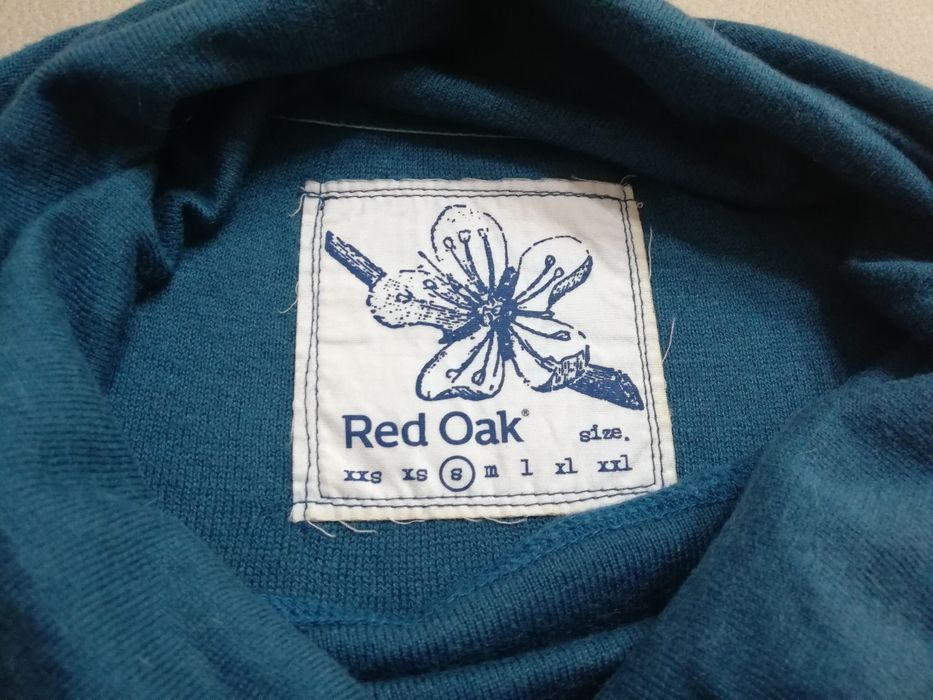 Red Oak®
size.
xxs xs s m l xl xxl